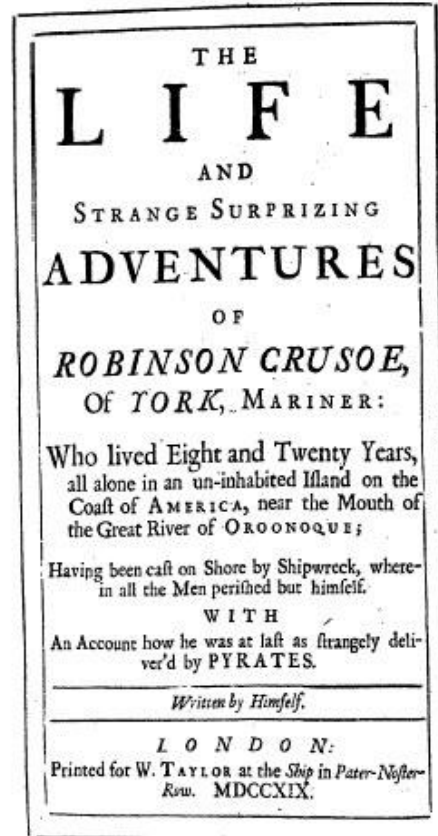 THE
LIFE
AND
STRANGE SURPRIZING
ADVENTURES
OF
ROBINSON CRUSOE,
Of YORK, MARINER:
Who lived Eight and Twenty Years,
all alone in an un-inhabited Iſland on the
Coaſt of AMERICA, near the Mouth of
the Great River of OROONOQUE;
Having been caſt on Shore by Shipwreck, where-
in all the Men periſhed but himſelf.
WITH
An Account how he was at laſt as ſtrangely deli-
ver'd by PYRATES.
Written by Himſelf.
LONDON:
Printed for W. TAYLOR at the Ship in Pater-Noſter-
Row. MDCCXIX.